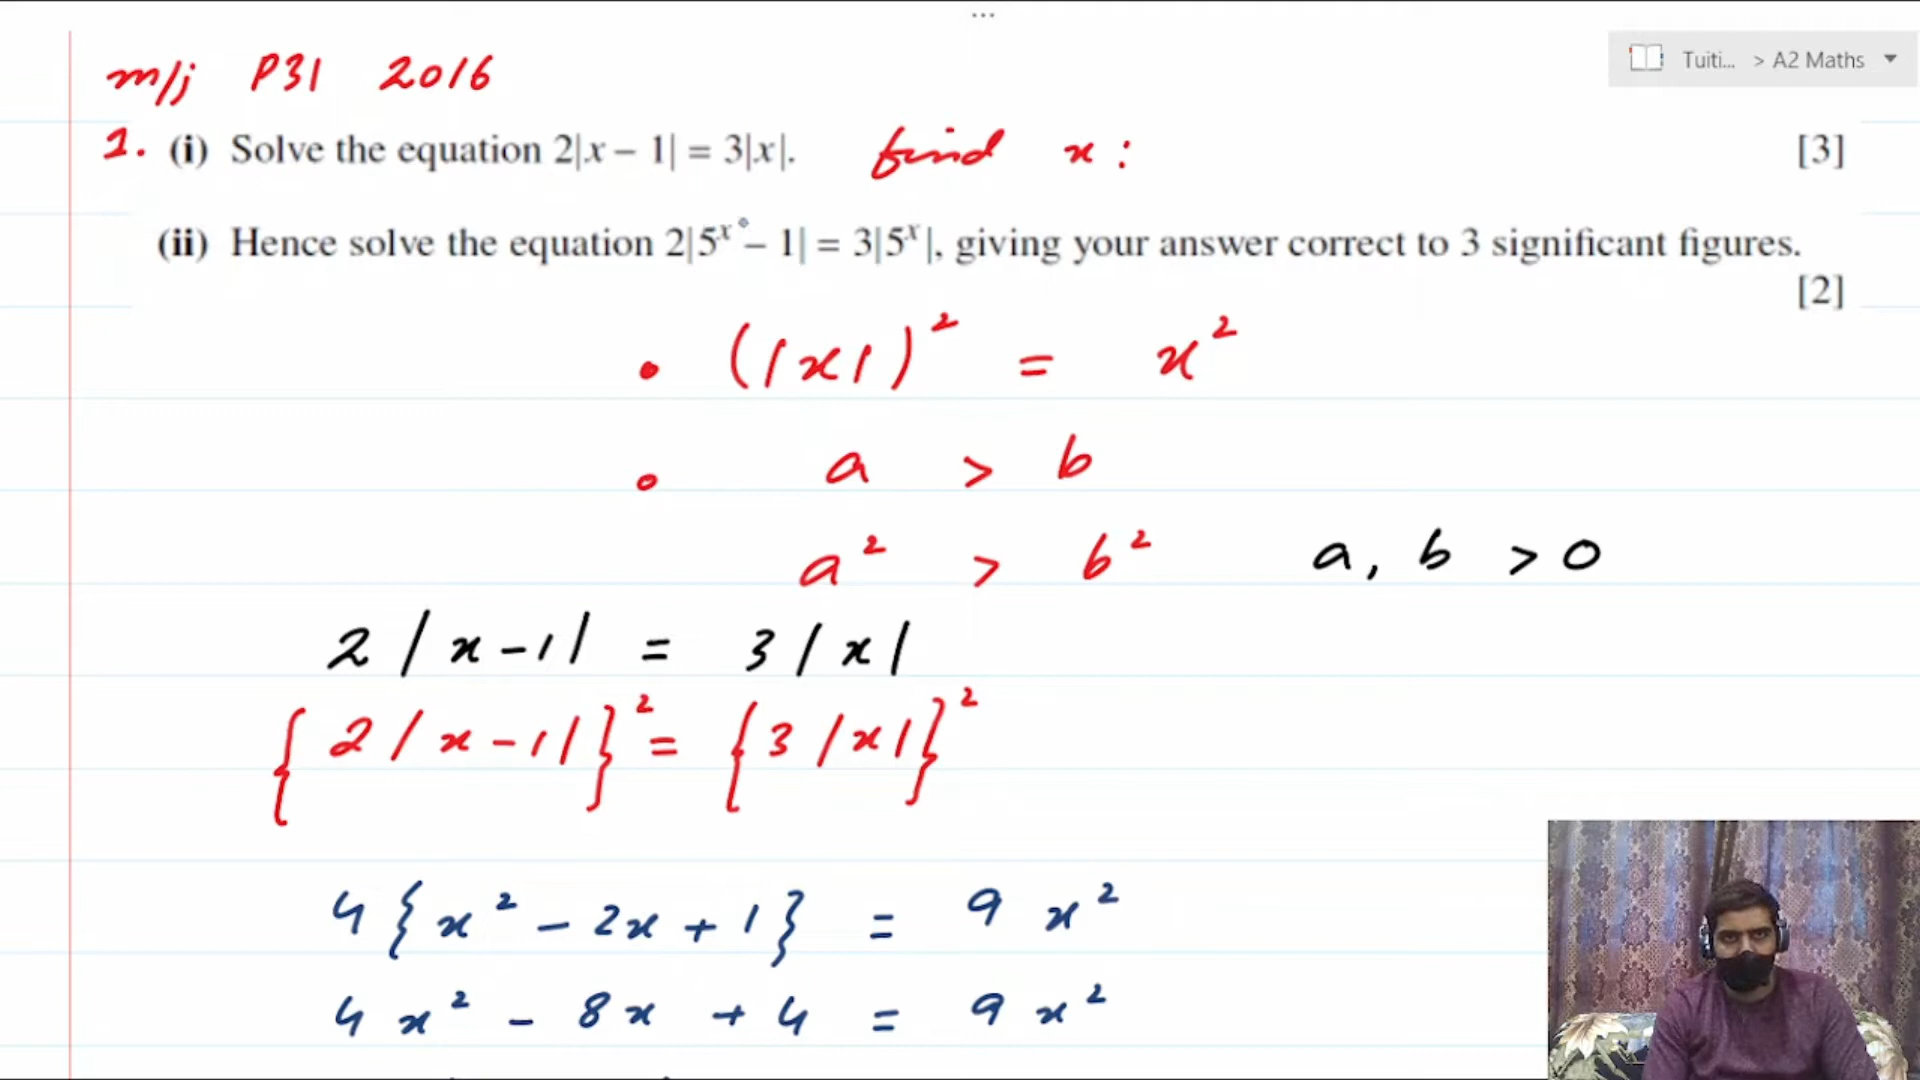 ...
Tuiti... > A2 Maths
m/j P31 2016
1. (i) Solve the equation 2|x − 1| = 3|x|. find x : [3]
(ii) Hence solve the equation 2|5ˣ − 1| = 3|5ˣ|, giving your answer correct to 3 significant figures.
[2]
• (|x|)² = x²
• a > b
a² > b² a, b > 0
2|x-1| = 3|x|
{2|x-1|}² = {3|x|}²
4{x² - 2x + 1} = 9x²
4x² - 8x + 4 = 9x²